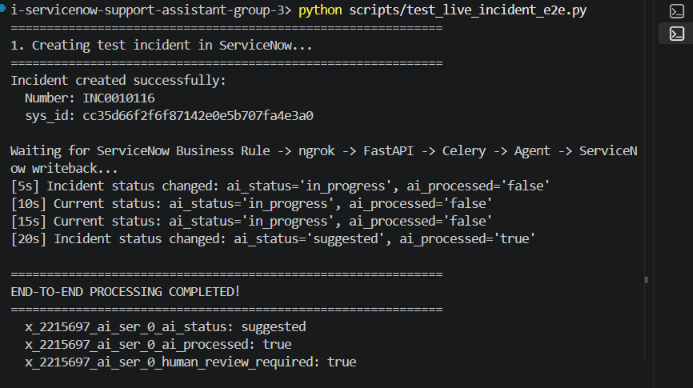 i-servicenow-support-assistant-group-3> python scripts/test_live_incident_e2e.py
============================================================
1. Creating test incident in ServiceNow...
============================================================
Incident created successfully:
  Number: INC0010116
  sys_id: cc35d66f2f6f87142e0e5b707fa4e3a0

Waiting for ServiceNow Business Rule -> ngrok -> FastAPI -> Celery -> Agent -> ServiceN
ow writeback...
[5s] Incident status changed: ai_status='in_progress', ai_processed='false'
[10s] Current status: ai_status='in_progress', ai_processed='false'
[15s] Current status: ai_status='in_progress', ai_processed='false'
[20s] Incident status changed: ai_status='suggested', ai_processed='true'

============================================================
END-TO-END PROCESSING COMPLETED!
============================================================
  x_2215697_ai_ser_0_ai_status: suggested
  x_2215697_ai_ser_0_ai_processed: true
  x_2215697_ai_ser_0_human_review_required: true